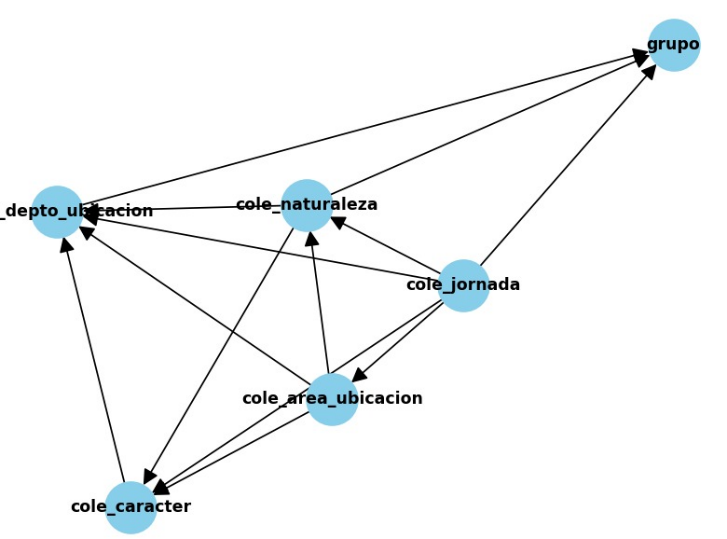 grupo
cole_naturaleza
_depto_ubicacion
cole_jornada
cole_area_ubicacion
cole_caracter